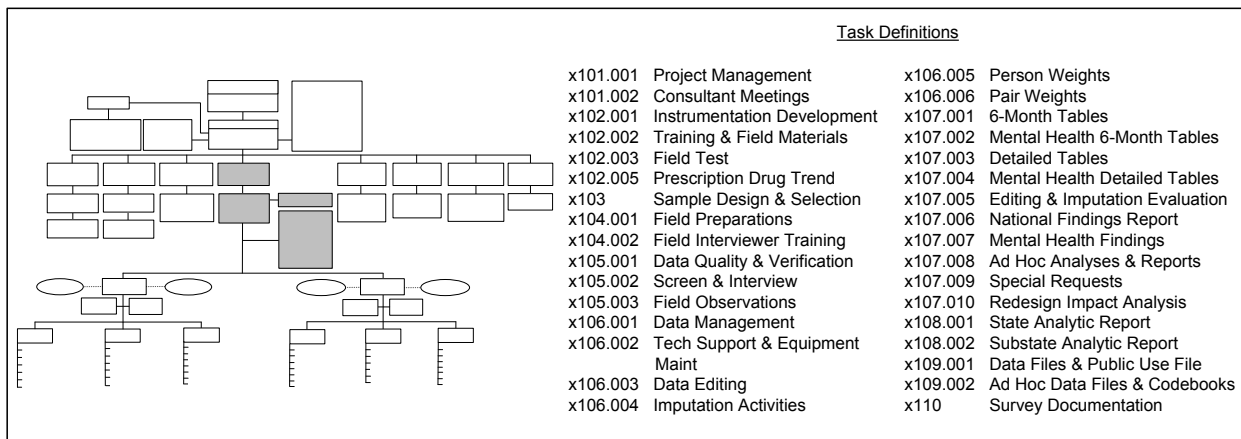 Task Definitions
x101.001 Project Management
x101.002 Consultant Meetings
x102.001 Instrumentation Development
x102.002 Training & Field Materials
x102.003 Field Test
x102.005 Prescription Drug Trend
x103 Sample Design & Selection
x104.001 Field Preparations
x104.002 Field Interviewer Training
x105.001 Data Quality & Verification
x105.002 Screen & Interview
x105.003 Field Observations
x106.001 Data Management
x106.002 Tech Support & Equipment
Maint
x106.003 Data Editing
x106.004 Imputation Activities
x106.005 Person Weights
x106.006 Pair Weights
x107.001 6-Month Tables
x107.002 Mental Health 6-Month Tables
x107.003 Detailed Tables
x107.004 Mental Health Detailed Tables
x107.005 Editing & Imputation Evaluation
x107.006 National Findings Report
x107.007 Mental Health Findings
x107.008 Ad Hoc Analyses & Reports
x107.009 Special Requests
x107.010 Redesign Impact Analysis
x108.001 State Analytic Report
x108.002 Substate Analytic Report
x109.001 Data Files & Public Use File
x109.002 Ad Hoc Data Files & Codebooks
x110 Survey Documentation